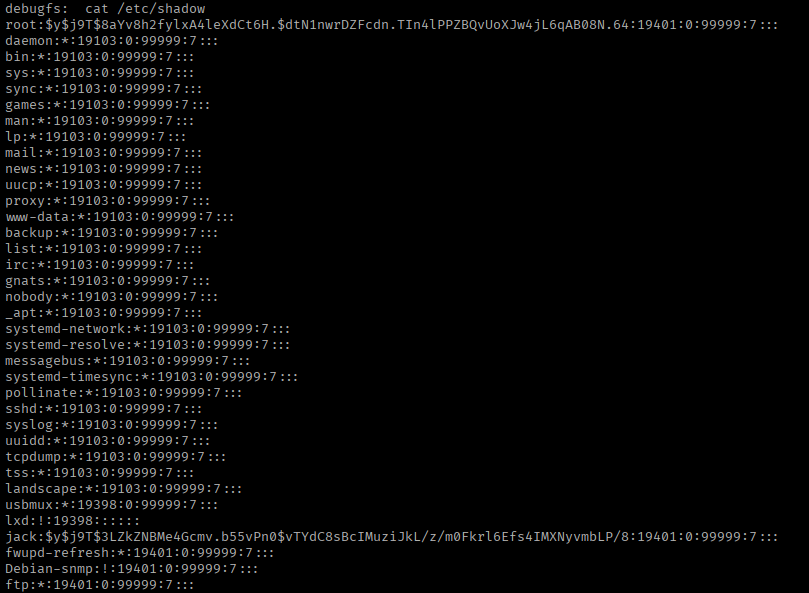 debugfs:  cat /etc/shadow
root:$y$j9T$8aYv8h2fylxA4leXdCt6H.$dtN1nwrDZFcdn.TIn4lPPZBQvUoXJw4jL6qAB08N.64:19401:0:99999:7:::
daemon:*:19103:0:99999:7:::
bin:*:19103:0:99999:7:::
sys:*:19103:0:99999:7:::
sync:*:19103:0:99999:7:::
games:*:19103:0:99999:7:::
man:*:19103:0:99999:7:::
lp:*:19103:0:99999:7:::
mail:*:19103:0:99999:7:::
news:*:19103:0:99999:7:::
uucp:*:19103:0:99999:7:::
proxy:*:19103:0:99999:7:::
www-data:*:19103:0:99999:7:::
backup:*:19103:0:99999:7:::
list:*:19103:0:99999:7:::
irc:*:19103:0:99999:7:::
gnats:*:19103:0:99999:7:::
nobody:*:19103:0:99999:7:::
_apt:*:19103:0:99999:7:::
systemd-network:*:19103:0:99999:7:::
systemd-resolve:*:19103:0:99999:7:::
messagebus:*:19103:0:99999:7:::
systemd-timesync:*:19103:0:99999:7:::
pollinate:*:19103:0:99999:7:::
sshd:*:19103:0:99999:7:::
syslog:*:19103:0:99999:7:::
uuidd:*:19103:0:99999:7:::
tcpdump:*:19103:0:99999:7:::
tss:*:19103:0:99999:7:::
landscape:*:19103:0:99999:7:::
usbmux:*:19398:0:99999:7:::
lxd:!:19398::::::
jack:$y$j9T$3LZkZNBMe4Gcmv.b55vPn0$vTYdC8sBcIMuziJkL/z/m0Fkrl6Efs4IMXNyvmbLP/8:19401:0:99999:7:::
fwupd-refresh:*:19401:0:99999:7:::
Debian-snmp:!:19401:0:99999:7:::
ftp:*:19401:0:99999:7:::